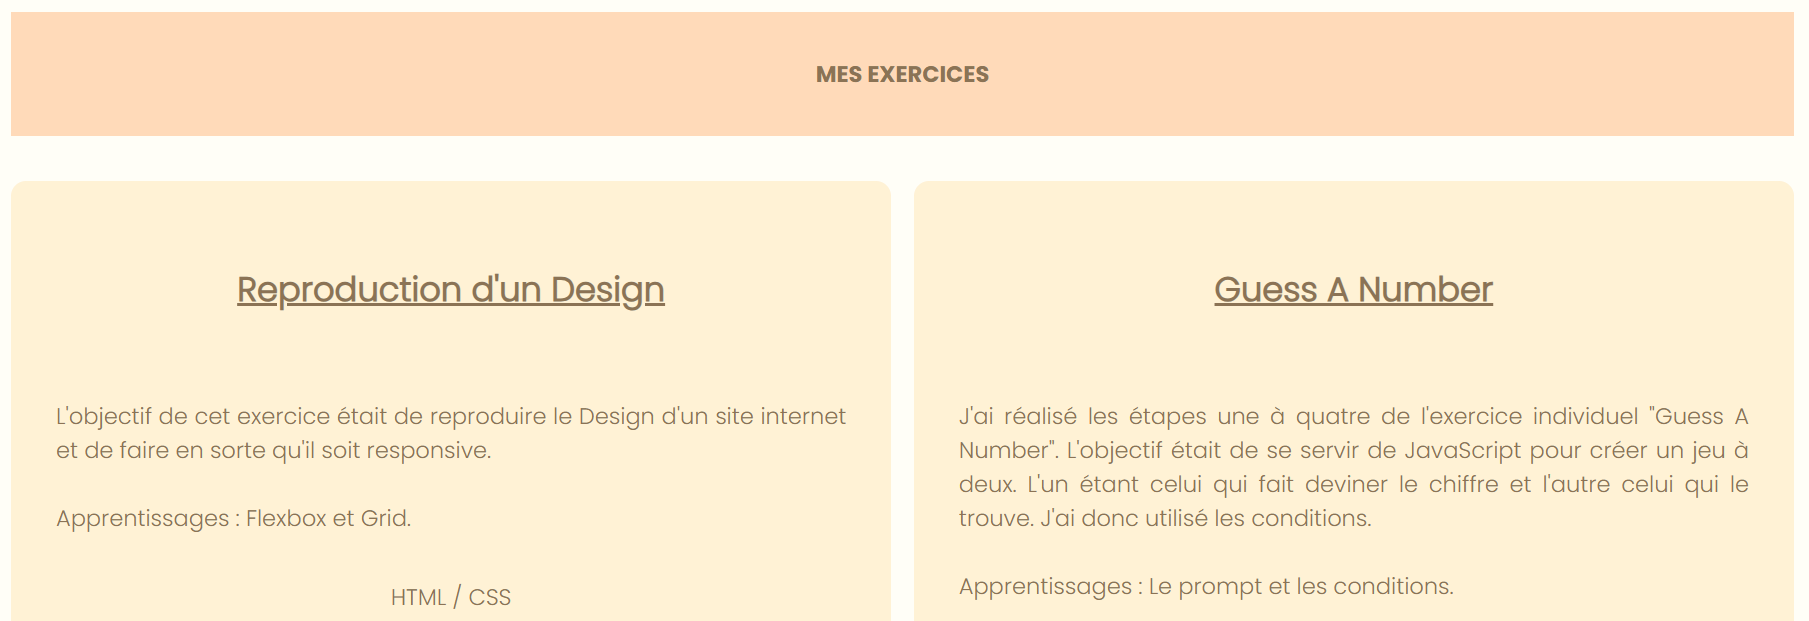 MES EXERCICES
Reproduction d'un Design
L'objectif de cet exercice était de reproduire le Design d'un site internet
et de faire en sorte qu'il soit responsive.
Apprentissages : Flexbox et Grid.
HTML / CSS
Guess A Number
J'ai réalisé les étapes une à quatre de l'exercice individuel "Guess A
Number". L'objectif était de se servir de JavaScript pour créer un jeu à
deux. L'un étant celui qui fait deviner le chiffre et l'autre celui qui le
trouve. J'ai donc utilisé les conditions.
Apprentissages : Le prompt et les conditions.